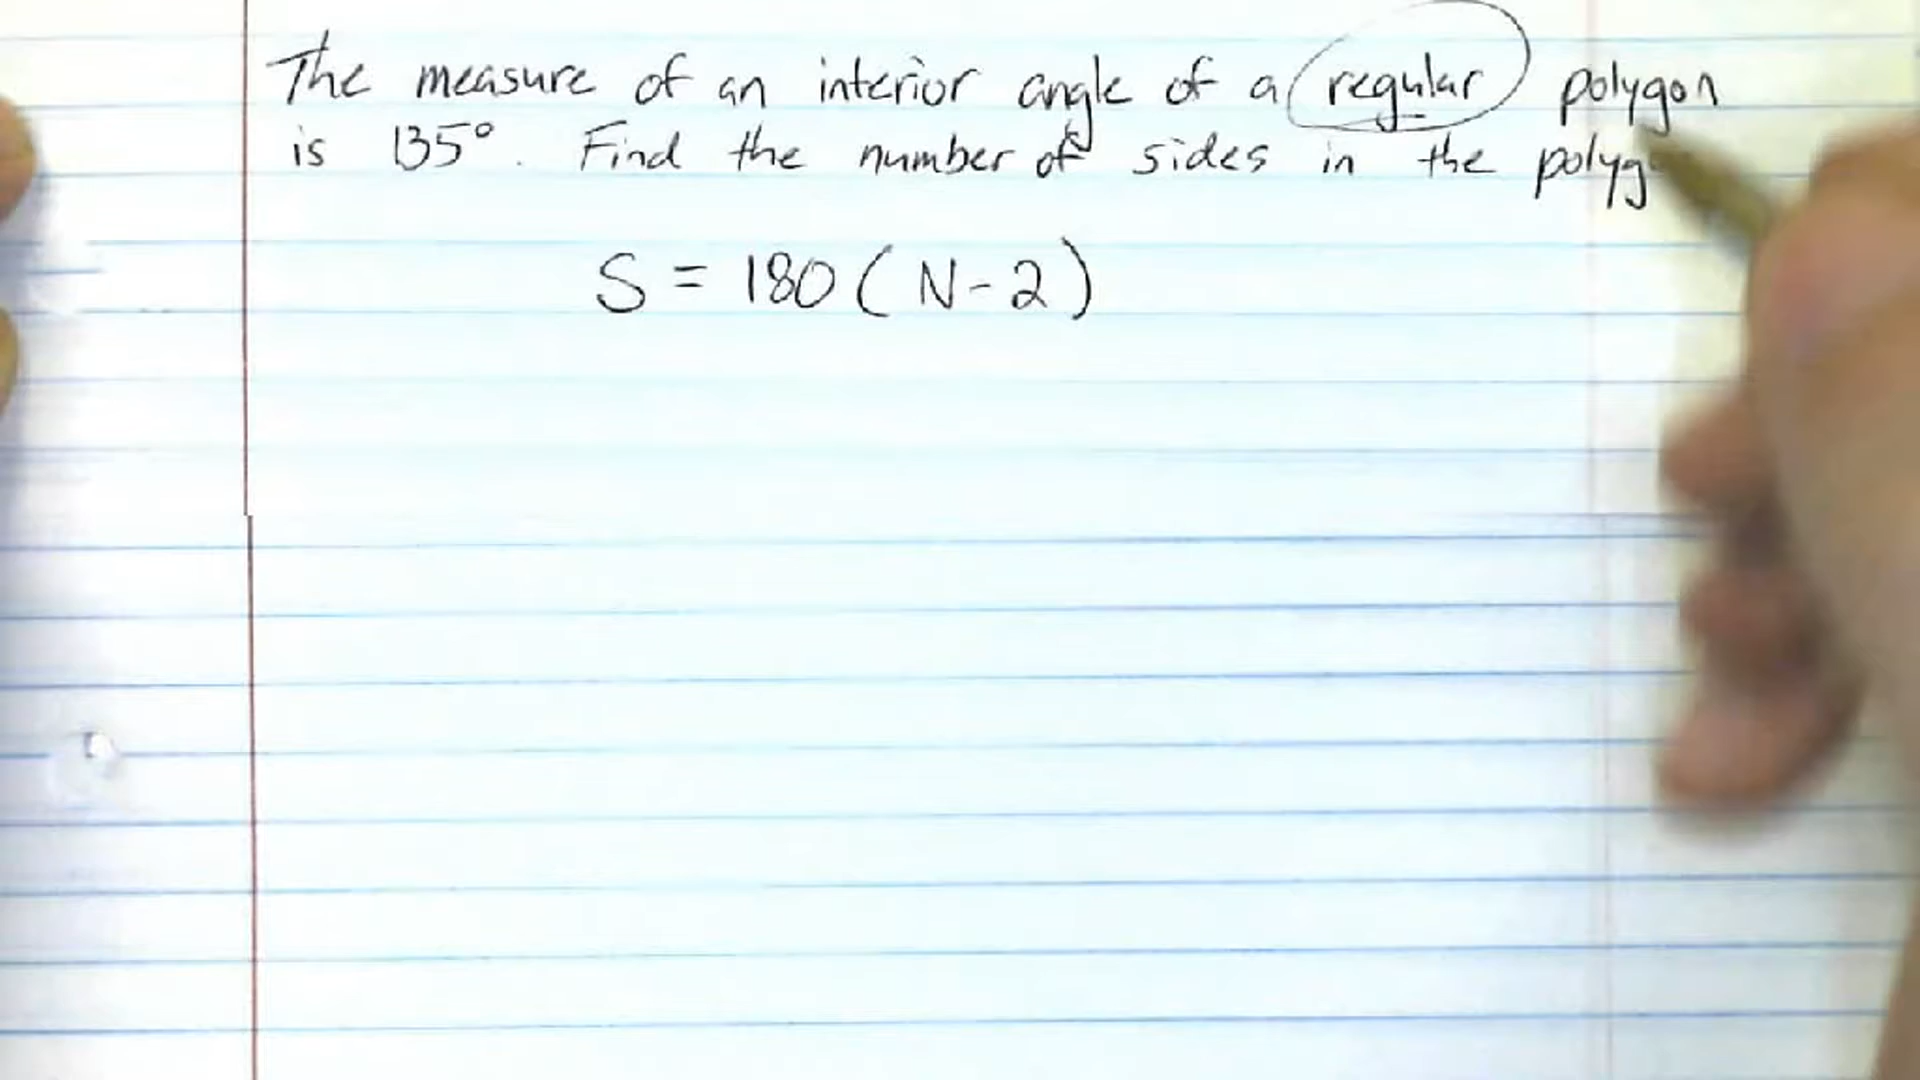 The measure of an interior angle of a regular polygon
is 135°. Find the number of sides in the
S = 180 ( N - 2 )